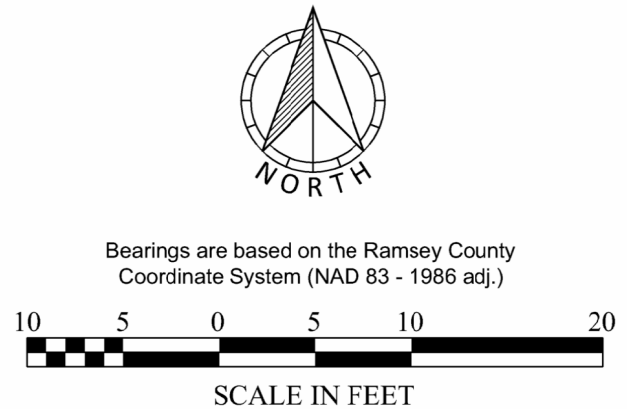 NORTH
Bearings are based on the Ramsey County
Coordinate System (NAD 83 - 1986 adj.)
10 5 0 5 10 20
SCALE IN FEET